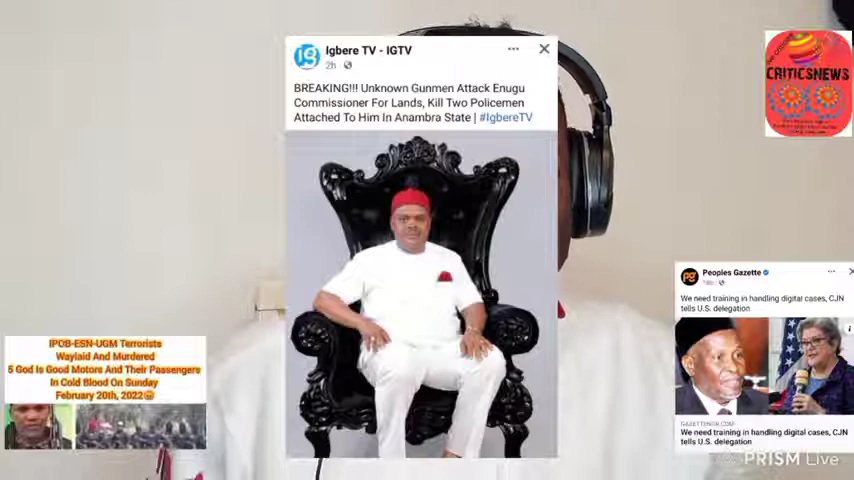 ig
Igbere TV - IGTV
2h
BREAKING!!! Unknown Gunmen Attack Enugu
Commissioner For Lands, Kill Two Policemen
Attached To Him In Anambra State | #IgbereTV
CRITICSNEWS
IPOB-ESN-UGM Terrorists
Waylaid And Murdered
5 God Is Good Motors And Their Passengers
In Cold Blood On Sunday
February 20th, 2022
pg
Peoples Gazette
We need training in handling digital cases, CJN
tells U.S. delegation
GAZETTENGR.COM
We need training in handling digital cases, CJN
tells U.S. delegation
PRISM Live